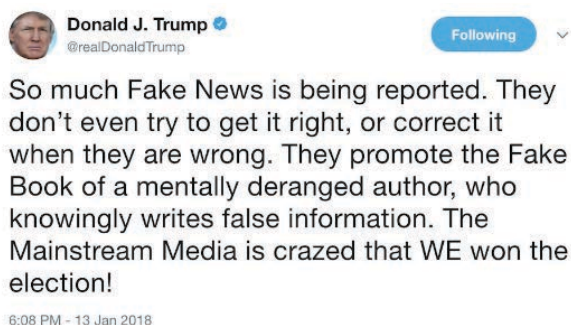 Donald J. Trump
@realDonaldTrump
Following
So much Fake News is being reported. They
don’t even try to get it right, or correct it
when they are wrong. They promote the Fake
Book of a mentally deranged author, who
knowingly writes false information. The
Mainstream Media is crazed that WE won the
election!
6:08 PM - 13 Jan 2018